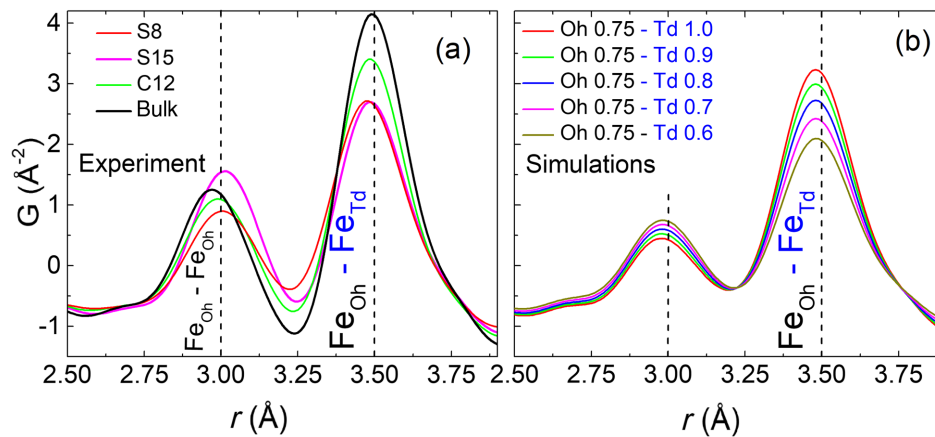 S8
S15
C12
Bulk
(a)
Experiment
G (Å⁻²)
4
3
2
1
0
-1
Fe_Oh - Fe_Oh
Fe_Oh - Fe_Td
2.50 2.75 3.00 3.25 3.50 3.75
r (Å)
Oh 0.75 - Td 1.0
Oh 0.75 - Td 0.9
Oh 0.75 - Td 0.8
Oh 0.75 - Td 0.7
Oh 0.75 - Td 0.6
(b)
Simulations
Fe_Oh - Fe_Td
2.50 2.75 3.00 3.25 3.50 3.75
r (Å)